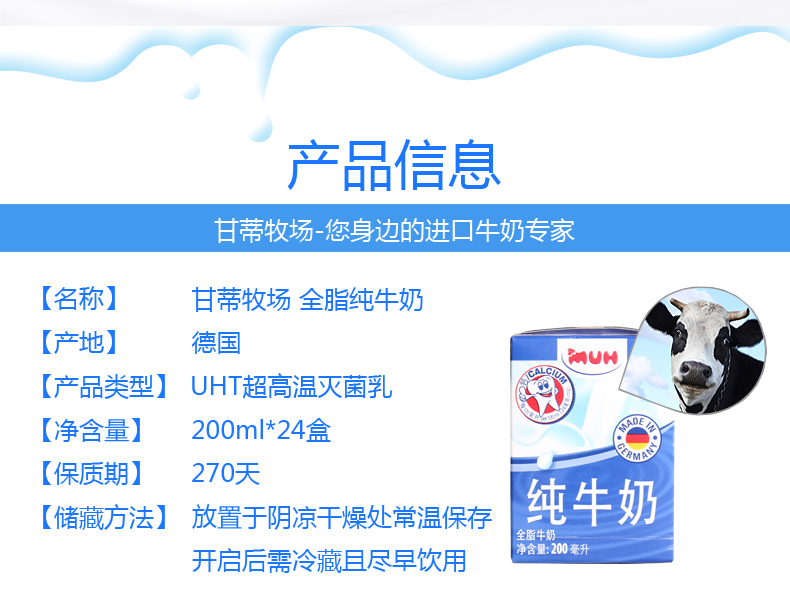 产品信息
甘蒂牧场-您身边的进口牛奶专家
【名称】 甘蒂牧场 全脂纯牛奶
【产地】 德国
【产品类型】 UHT超高温灭菌乳
【净含量】 200ml*24盒
【保质期】 270天
【储藏方法】 放置于阴凉干燥处常温保存
开启后需冷藏且尽早饮用
MUH
CALCIUM
MADE IN
GERMANY
纯牛奶
全脂牛奶
净含量: 200 毫升